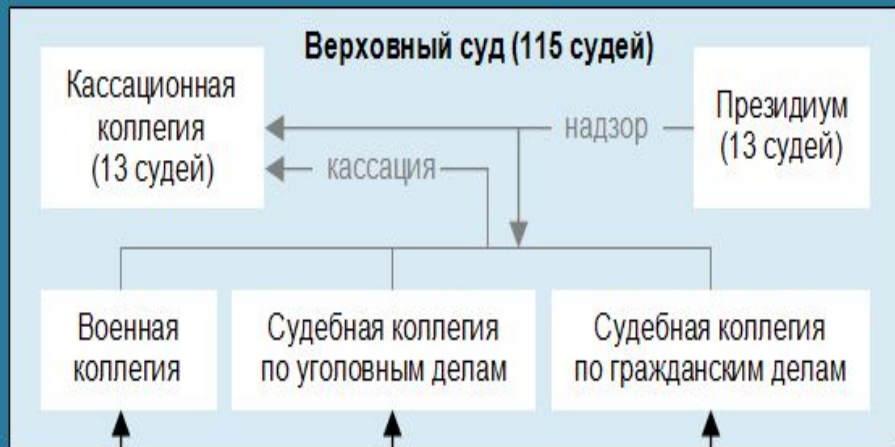 Верховный суд (115 судей)
Кассационная
коллегия
(13 судей)
надзор
Президиум
(13 судей)
кассация
Военная
коллегия
Судебная коллегия
по уголовным делам
Судебная коллегия
по гражданским делам